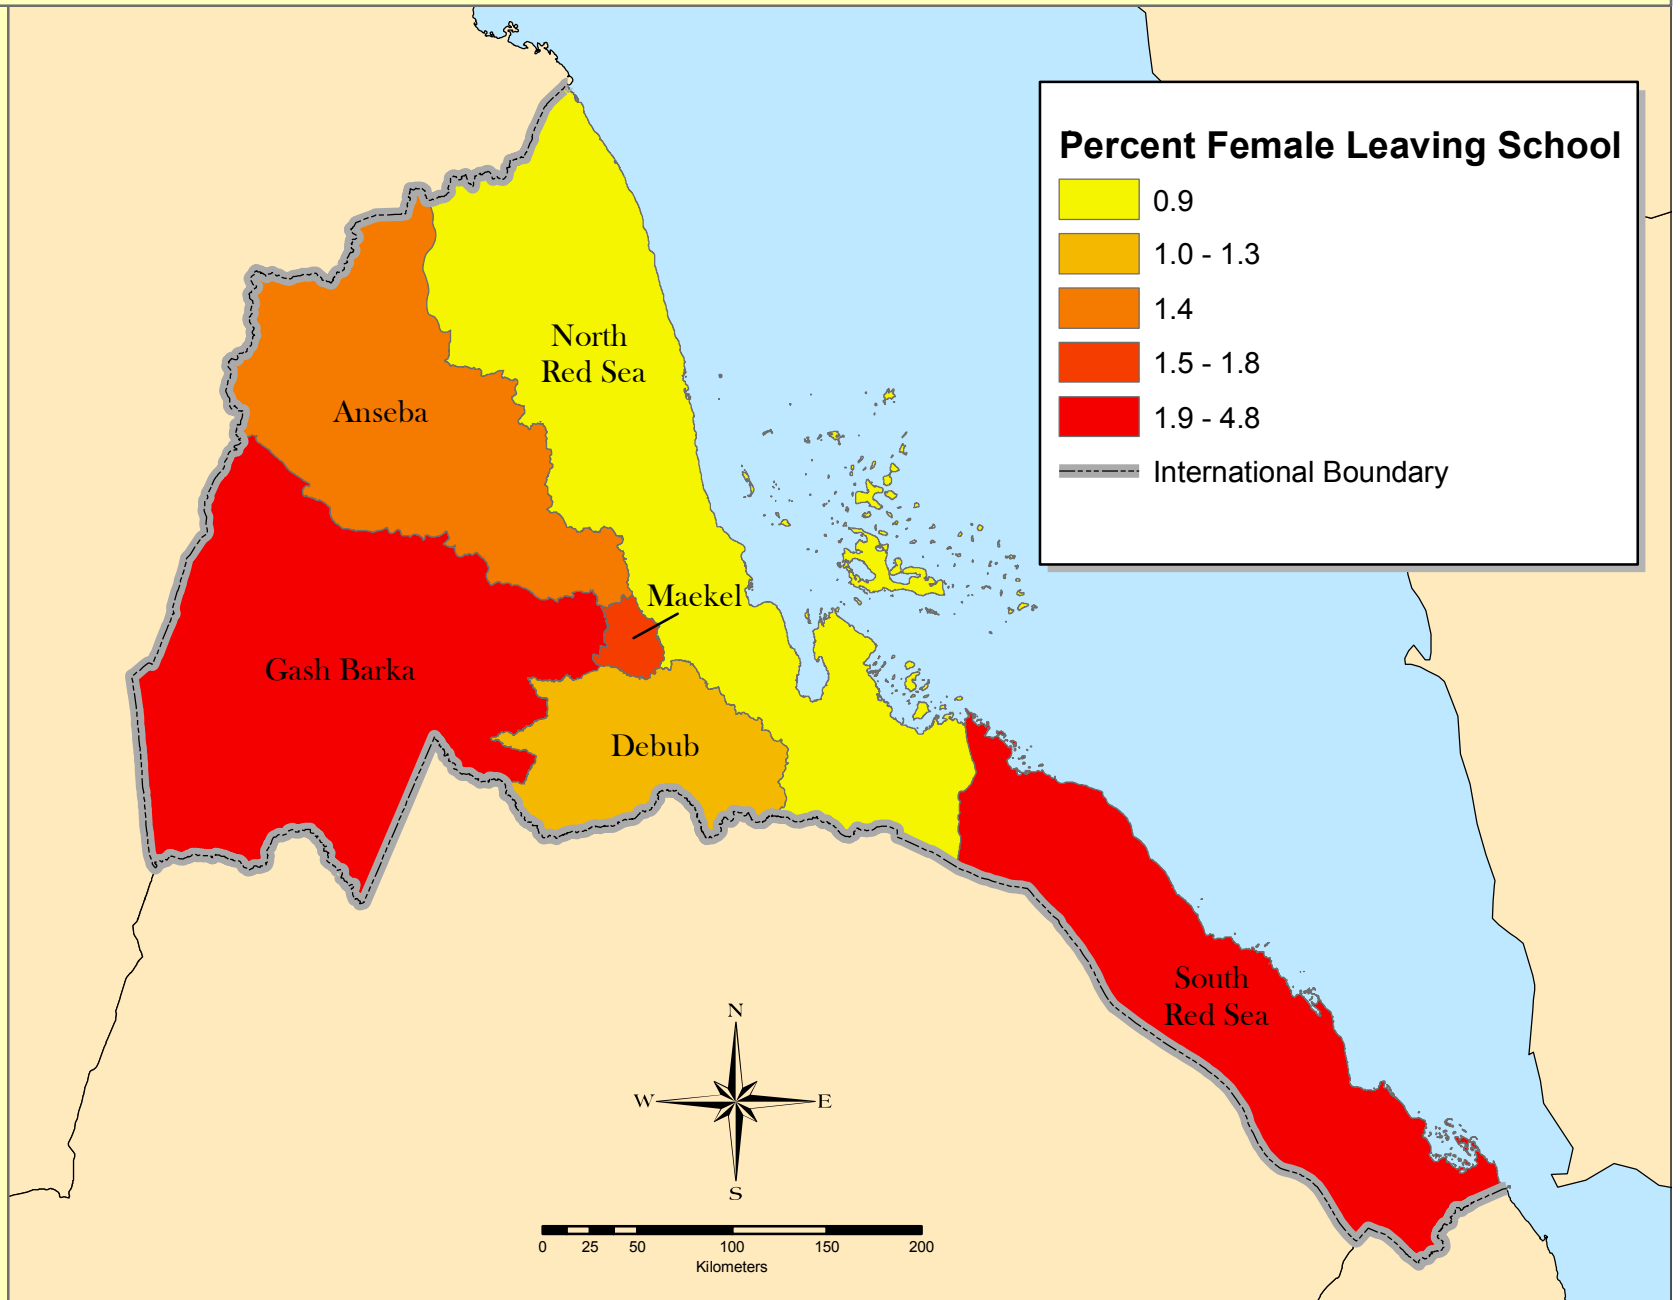 Percent Female Leaving School
0.9
1.0 - 1.3
1.4
1.5 - 1.8
1.9 - 4.8
International Boundary
North
Red Sea
Anseba
Maekel
Gash Barka
Debub
South
Red Sea
N
W
E
S
0 25 50 100 150 200
Kilometers